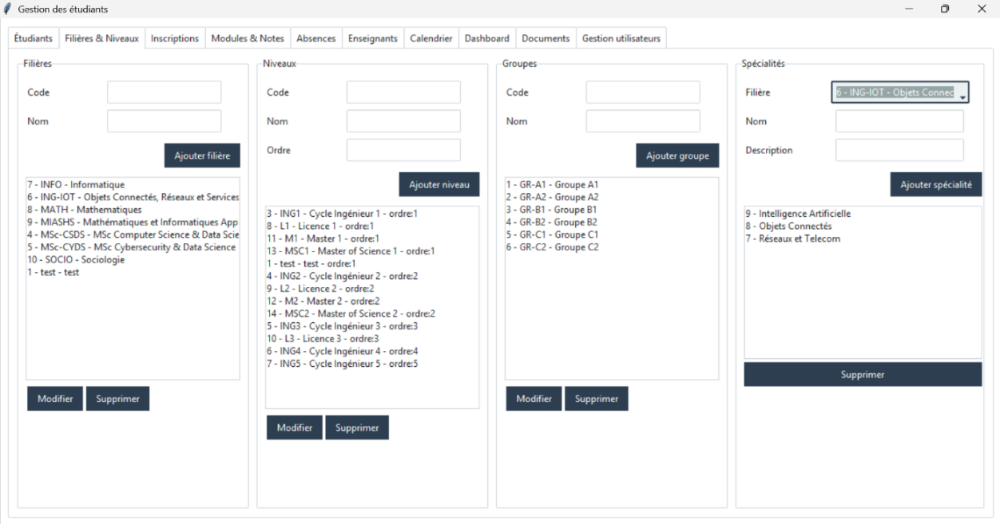 Gestion des étudiants
Étudiants Filières & Niveaux Inscriptions Modules & Notes Absences Enseignants Calendrier Dashboard Documents Gestion utilisateurs
Filières
Code
Nom
Ajouter filière
7 - INFO - Informatique
6 - ING-IOT - Objets Connectés, Réseaux et Services
8 - MATH - Mathematiques
9 - MIASHS - Mathématiques et Informatiques App
4 - MSc-CSDS - MSc Computer Science & Data Scie
5 - MSc-CYDS - MSc Cybersecurity & Data Science
10 - SOCIO - Sociologie
1 - test - test
Modifier Supprimer
Niveaux
Code
Nom
Ordre
Ajouter niveau
3 - ING1 - Cycle Ingénieur 1 - ordre:1
8 - L1 - Licence 1 - ordre:1
11 - M1 - Master 1 - ordre:1
13 - MSC1 - Master of Science 1 - ordre:1
1 - test - test - ordre:1
4 - ING2 - Cycle Ingénieur 2 - ordre:2
9 - L2 - Licence 2 - ordre:2
12 - M2 - Master 2 - ordre:2
14 - MSC2 - Master of Science 2 - ordre:2
5 - ING3 - Cycle Ingénieur 3 - ordre:3
10 - L3 - Licence 3 - ordre:3
6 - ING4 - Cycle Ingénieur 4 - ordre:4
7 - ING5 - Cycle Ingénieur 5 - ordre:5
Modifier Supprimer
Groupes
Code
Nom
Ajouter groupe
1 - GR-A1 - Groupe A1
2 - GR-A2 - Groupe A2
3 - GR-B1 - Groupe B1
4 - GR-B2 - Groupe B2
5 - GR-C1 - Groupe C1
6 - GR-C2 - Groupe C2
Modifier Supprimer
Spécialités
Filière 6 - ING-IOT - Objets Connec
Nom
Description
Ajouter spécialité
9 - Intelligence Artificielle
8 - Objets Connectés
7 - Réseaux et Telecom
Supprimer